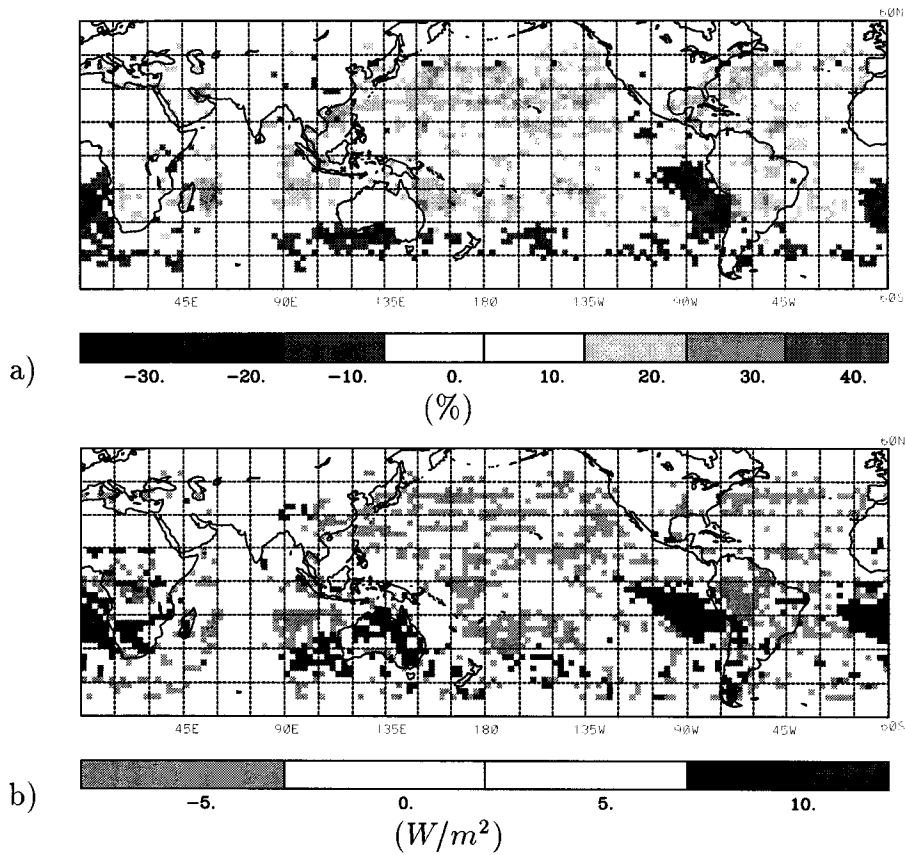 60N
45E 90E 135E 180 135W 90W 45W 60S
a)
-30. -20. -10. 0. 10. 20. 30. 40.
(%)
60N
45E 90E 135E 180 135W 90W 45W 60S
b)
-5. 0. 5. 10.
(W/m²)